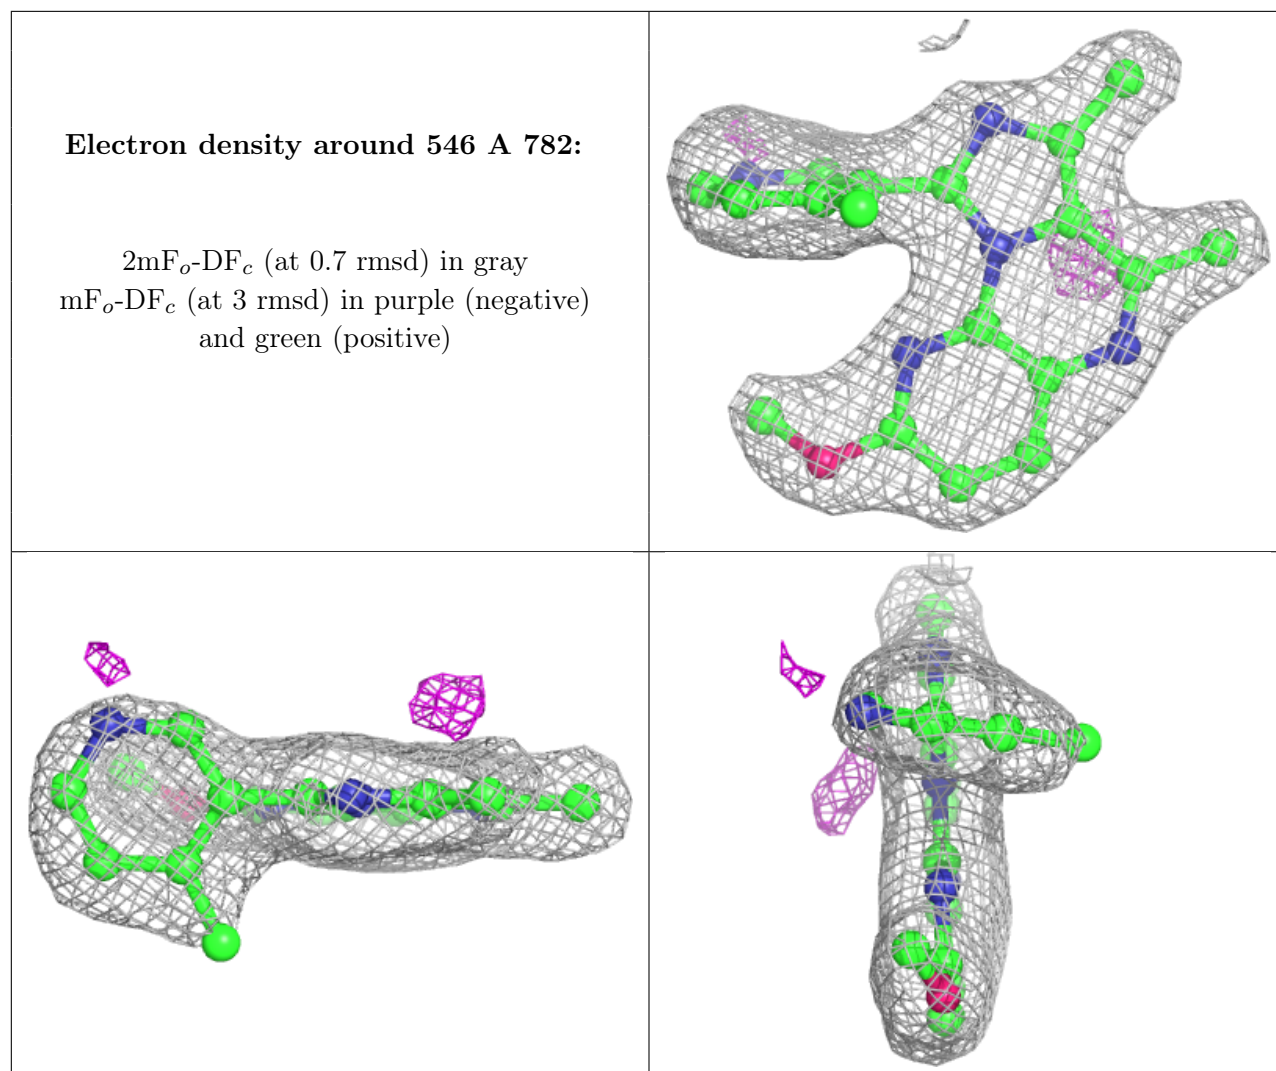 Electron density around 546 A 782:
2mFo-DFc (at 0.7 rmsd) in gray
mFo-DFc (at 3 rmsd) in purple (negative)
and green (positive)